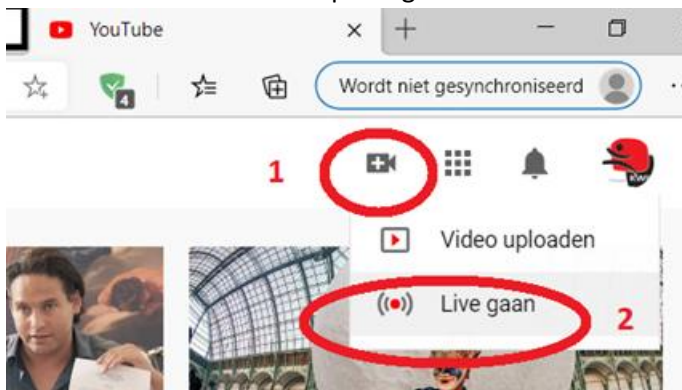 YouTube
4
Wordt niet gesynchroniseerd
1
Video uploaden
Live gaan
2